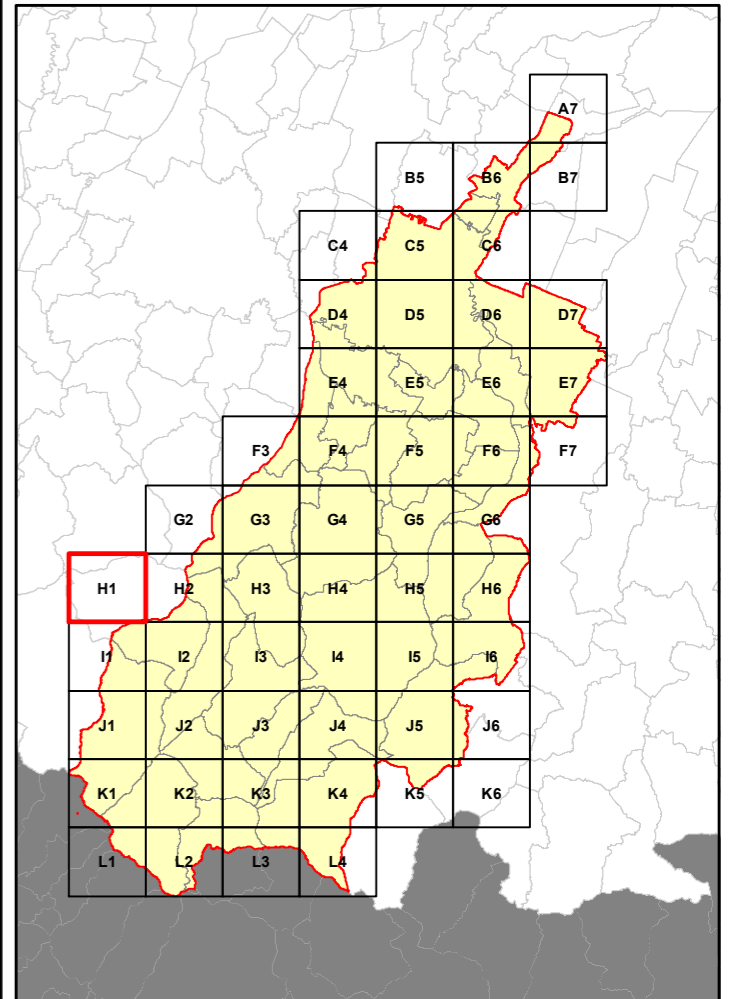 A7
B5 B6 B7
C4 C5 C6
D4 D5 D6 D7
E4 E5 E6 E7
F3 F4 F5 F6 F7
G2 G3 G4 G5 G6
H1 H2 H3 H4 H5 H6
I1 I2 I3 I4 I5 I6
J1 J2 J3 J4 J5 J6
K1 K2 K3 K4 K5 K6
L1 L2 L3 L4